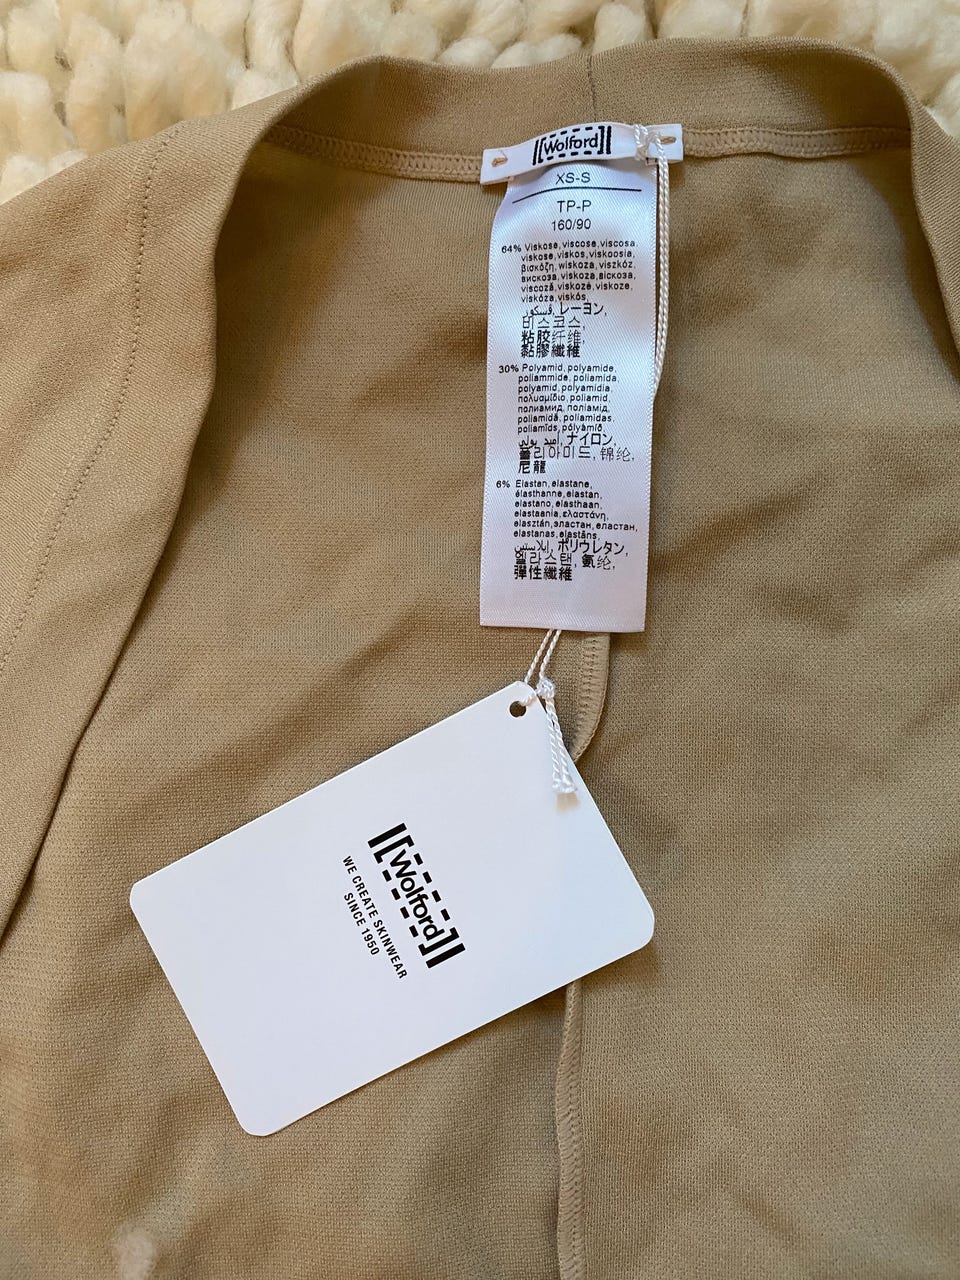 Wolford
XS-S
TP-P
160/90
64% Viskose, viscose, viscosa,
viskose, viskos, viskoosia,
βισκόζη, wiskoza, viszkóz,
вискоза, viskoza, віскоза,
viscoză, viskozė, viskoze,
viskóza, viskós,
فسكوز, レーヨン,
비스코스,
粘胶纤维,
黏膠纖維
30% Polyamid, polyamide,
poliammide, poliamida,
polyamid, polyamidia,
πολυαμίδιο, poliamid,
полиамид, поліамід,
poliamidă, poliamidas,
poliamīds, pólýamíð,
ナイロン,
폴리아미드, 锦纶,
尼龍
6% Elastan, elastane,
élasthanne, elastan,
elastano, elasthaan,
elastaania, ελαστάνη,
elasztán, эластан, еластан,
elastanas, elastāns,
ポリウレタン,
엘라스탄, 氨纶,
彈性纖維
Wolford
WE CREATE SKINWEAR
SINCE 1950